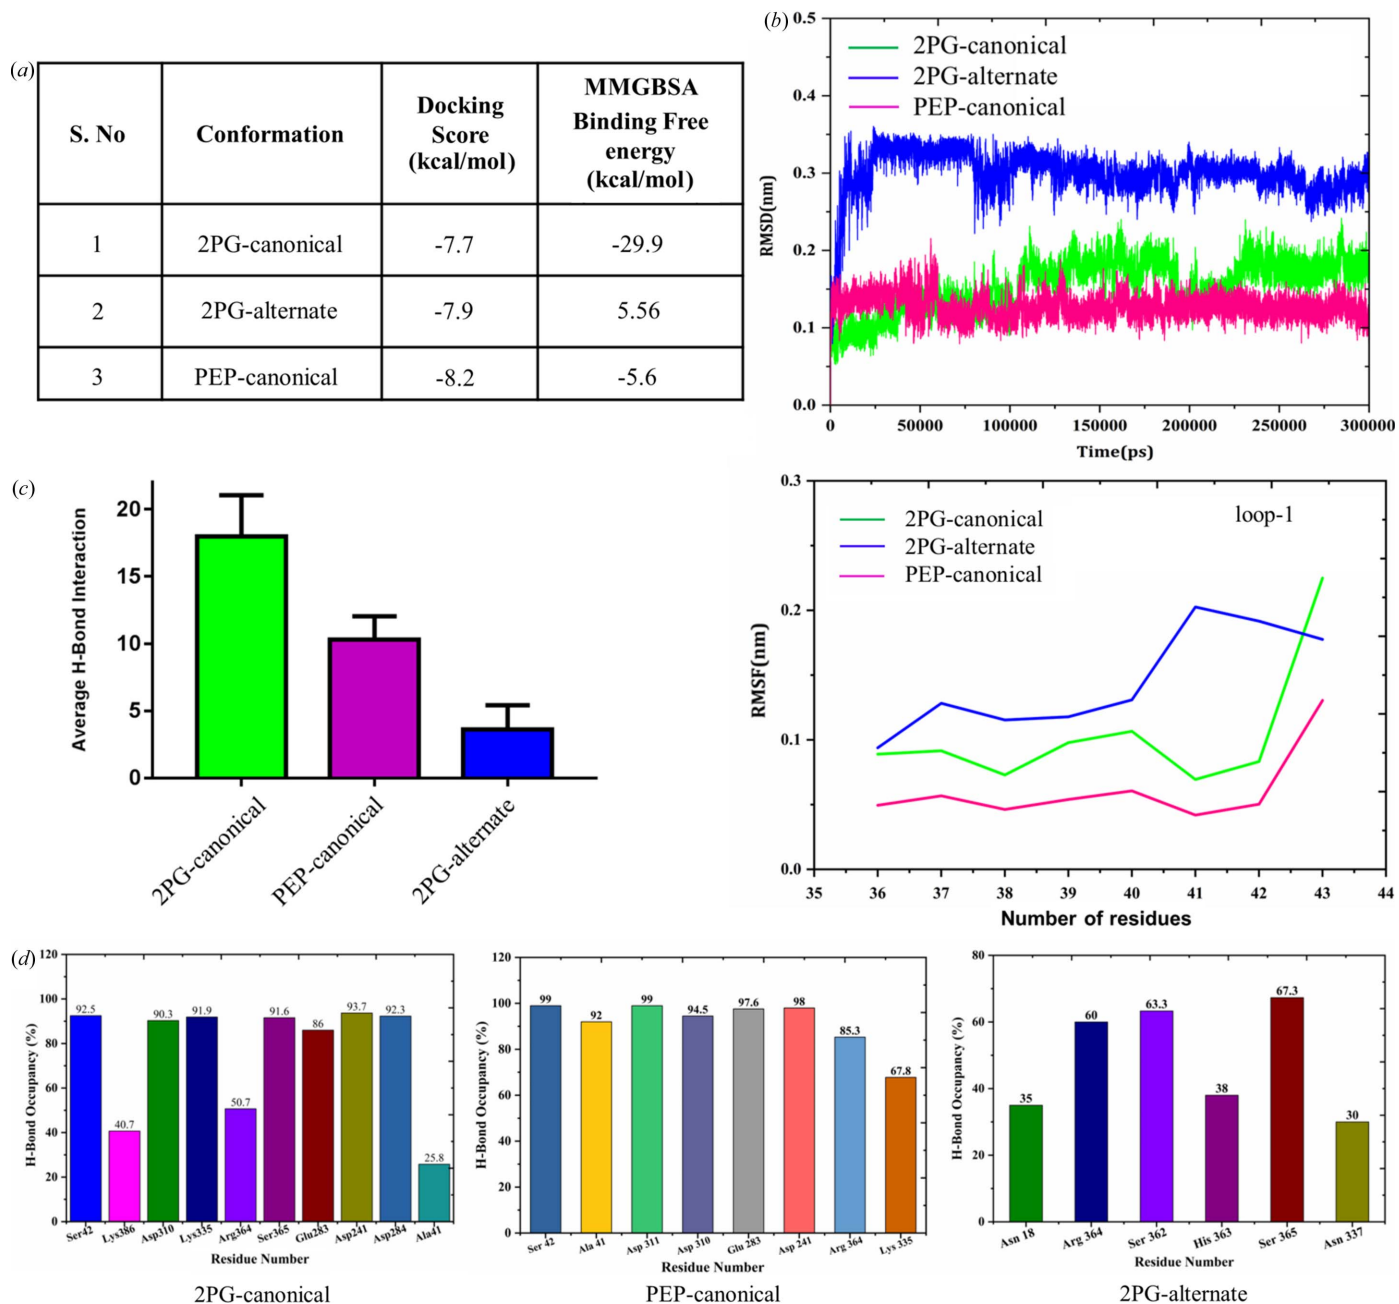 (a)
S. No
Conformation
Docking
Score
(kcal/mol)
MMGBSA
Binding Free
energy
(kcal/mol)
1 2PG-canonical -7.7 -29.9
2 2PG-alternate -7.9 5.56
3 PEP-canonical -8.2 -5.6
(b)
2PG-canonical
2PG-alternate
PEP-canonical
RMSD(nm)
0.5
0.4
0.3
0.2
0.1
0.0
0 50000 100000 150000 200000 250000 300000
Time(ps)
(c)
Average H-Bond Interaction
20
15
10
5
0
2PG-canonical
PEP-canonical
2PG-alternate
loop-1
2PG-canonical
2PG-alternate
PEP-canonical
RMSF(nm)
0.3
0.2
0.1
0.0
35 36 37 38 39 40 41 42 43 44
Number of residues
(d)
H-Bond Occupancy (%)
120
100
80
60
40
20
0
92.5 40.7 90.3 91.9 50.7 91.6 86 93.7 92.3 25.8
Ser42 Lys386 Asp310 Lys335 Arg364 Ser365 Glu283 Asp241 Asp284 Ala41
Residue Number
2PG-canonical
H-Bond Occupancy (%)
120
100
80
60
40
20
0
99 92 99 94.5 97.6 98 85.3 67.8
Ser 42 Ala 41 Asp 311 Asp 310 Glu 283 Asp 241 Arg 364 Lys 335
Residue Number
PEP-canonical
H-Bond Occupancy (%)
80
60
40
20
0
35 60 63.3 38 67.3 30
Asn 18 Arg 364 Ser 362 His 363 Ser 365 Asn 337
Residue Number
2PG-alternate